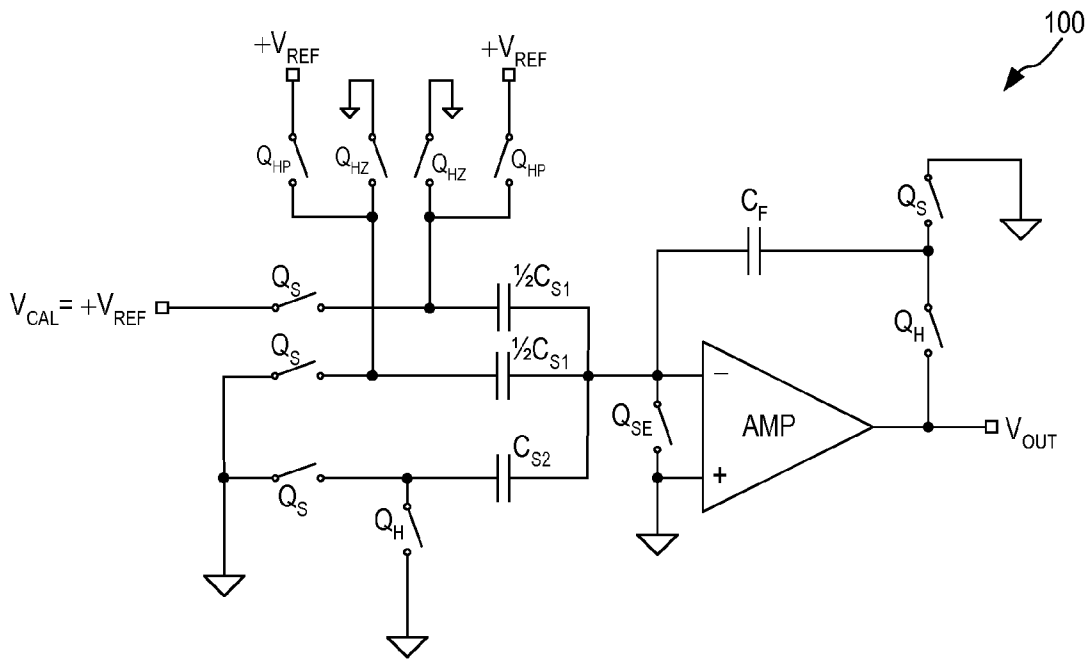 100
+V_REF
+V_REF
Q_HP
Q_HZ
Q_HZ
Q_HP
Q_S
C_F
Q_S
½C_S1
V_CAL= +V_REF
Q_H
Q_S
½C_S1
−
Q_SE
AMP
V_OUT
C_S2
+
Q_S
Q_H